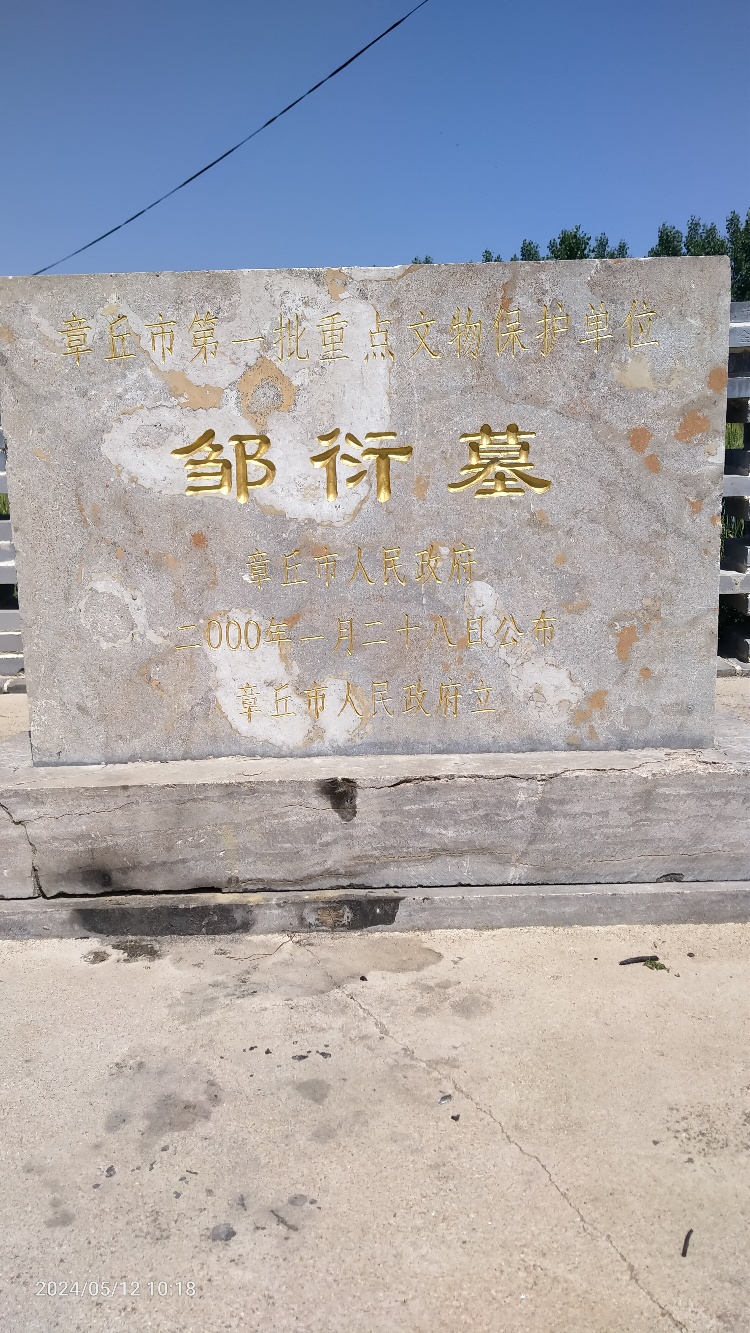 章丘市第一批重点文物保护单位
邹衍墓
章丘市人民政府
二000年一月二十八日公布
章丘市人民政府立
2024/05/12 10:18